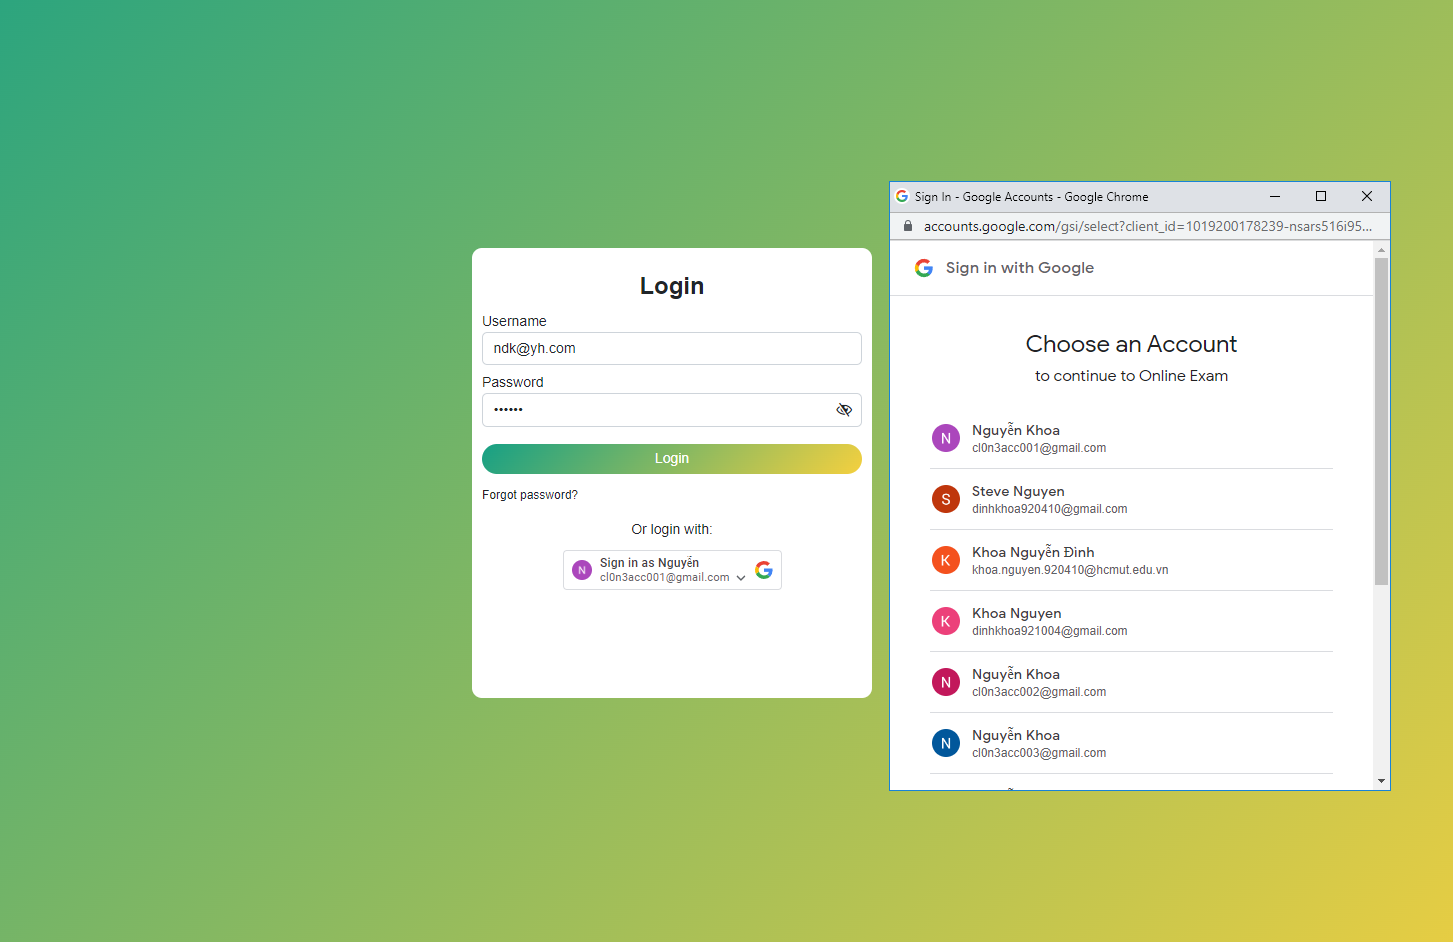 Login
Username
ndk@yh.com
Password
••••••
Login
Forgot password?
Or login with:
N
Sign in as Nguyễn
cl0n3acc001@gmail.com
Sign In - Google Accounts - Google Chrome
accounts.google.com/gsi/select?client_id=1019200178239-nsars516i95...
Sign in with Google
Choose an Account
to continue to Online Exam
N
Nguyễn Khoa
cl0n3acc001@gmail.com
S
Steve Nguyen
dinhkhoa920410@gmail.com
K
Khoa Nguyễn Đình
khoa.nguyen.920410@hcmut.edu.vn
K
Khoa Nguyen
dinhkhoa921004@gmail.com
N
Nguyễn Khoa
cl0n3acc002@gmail.com
N
Nguyễn Khoa
cl0n3acc003@gmail.com